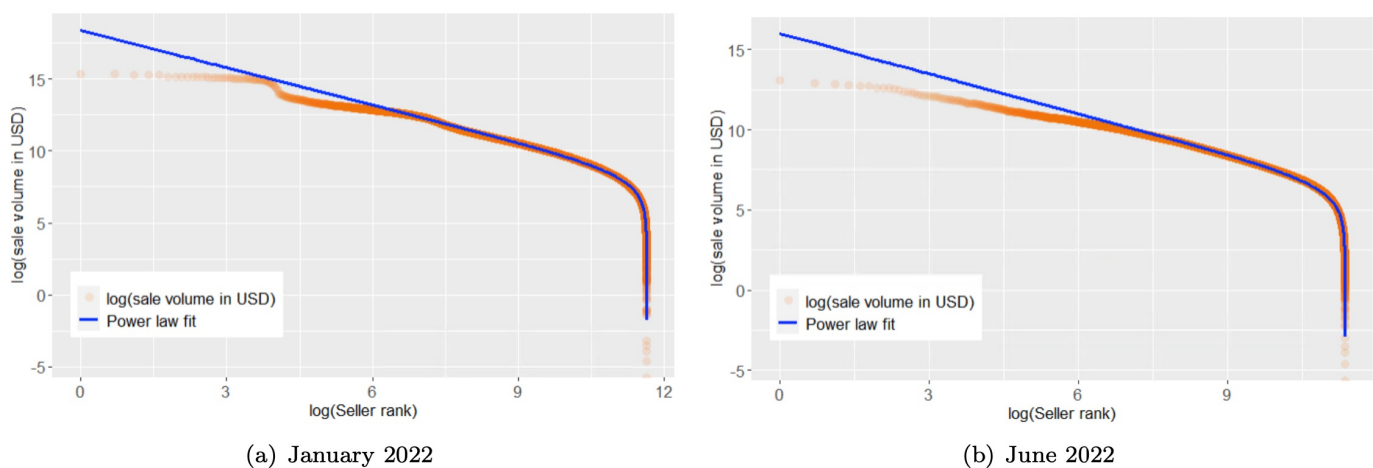 15
10
5
0
-5
log(sale volume in USD)
log(sale volume in USD)
Power law fit
0
3
6
9
12
log(Seller rank)
(a) January 2022
15
10
5
0
-5
log(sale volume in USD)
log(sale volume in USD)
Power law fit
0
3
6
9
log(Seller rank)
(b) June 2022